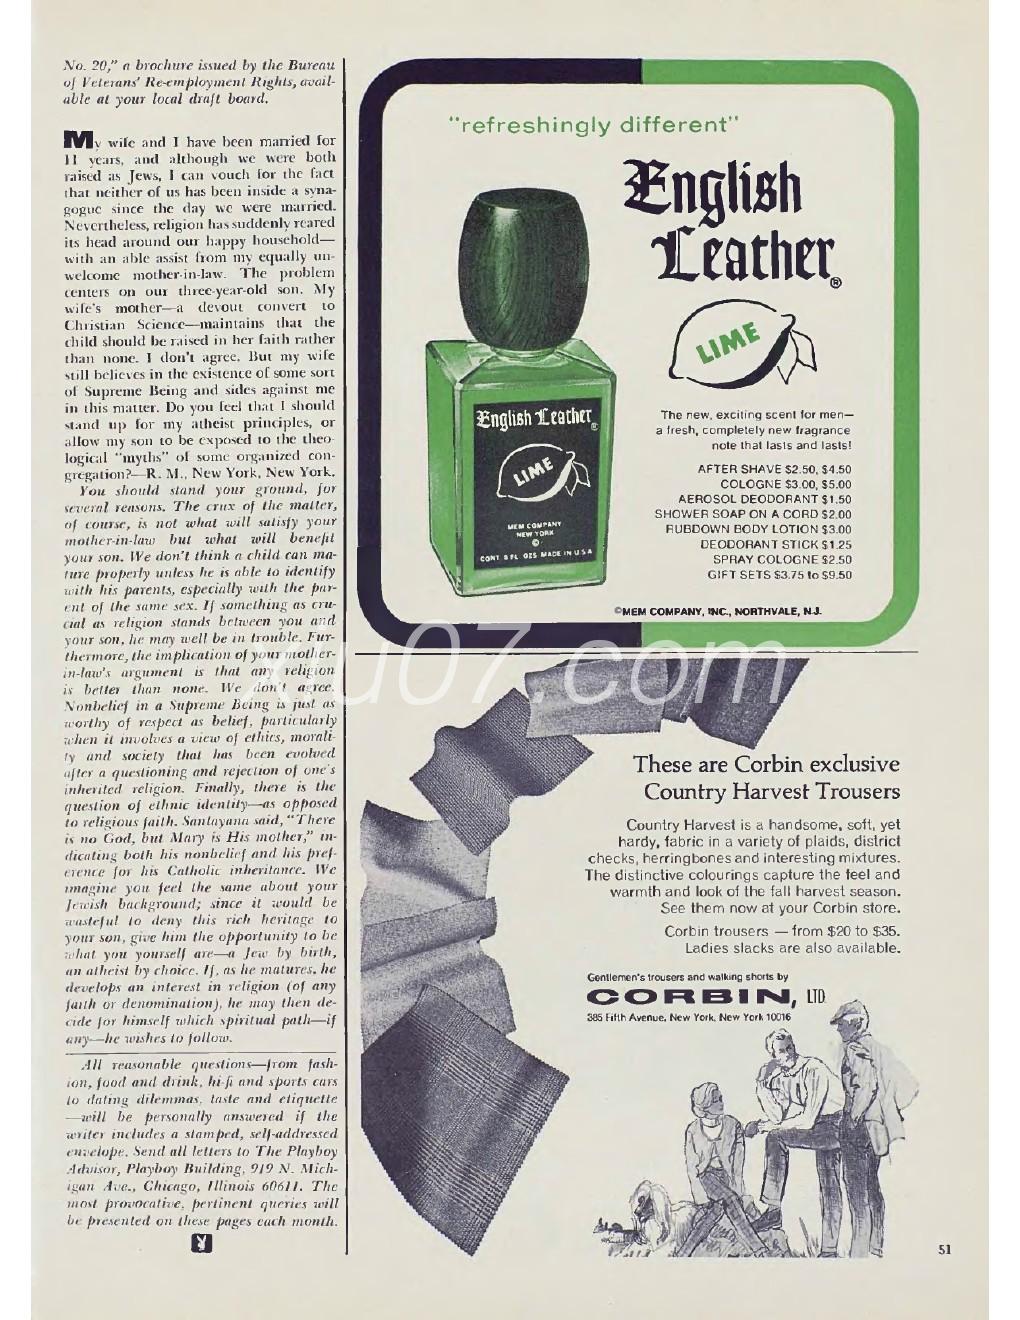 No. 20," a brochure issued by the Bureau
of Veterans' Re-employment Rights, avail-
able at your local draft board.
My wife and I have been married for
11 years, and although we were both
raised as Jews, I can vouch for the fact
that neither of us has been inside a syna-
gogue since the day we were married.
Nevertheless, religion has suddenly reared
its head around our happy household—
with an able assist from my equally un-
welcome mother-in-law. The problem
centers on our three-year-old son. My
wife's mother—a devout convert to
Christian Science—maintains that the
child should be raised in her faith rather
than none. I don't agree. But my wife
still believes in the existence of some sort
of Supreme Being and sides against me
in this matter. Do you feel that I should
stand up for my atheist principles, or
allow my son to be exposed to the theo-
logical "myths" of some organized con-
gregation?—R. M., New York, New York.
You should stand your ground, for
several reasons. The crux of the matter,
of course, is not what will satisfy your
mother-in-law but what will benefit
your son. We don't think a child can ma-
ture properly unless he is able to identify
with his parents, especially with the par-
ent of the same sex. If something as cru-
cial as religion stands between you and
your son, he may well be in trouble. Fur-
thermore, the implication of your mother-
in-law's argument is that any religion
is better than none. We don't agree.
Nonbelief in a Supreme Being is just as
worthy of respect as belief, particularly
when it involves a view of ethics, morali-
ty and society that has been evolved
after a questioning and rejection of one's
inherited religion. Finally, there is the
question of ethnic identity—as opposed
to religious faith. Santayana said, "There
is no God, but Mary is His mother," in-
dicating both his nonbelief and his pref-
erence for his Catholic inheritance. We
imagine you feel the same about your
Jewish background; since it would be
wasteful to deny this rich heritage to
your son, give him the opportunity to be
what you yourself are—a Jew by birth,
an atheist by choice. If, as he matures, he
develops an interest in religion (of any
faith or denomination), he may then de-
cide for himself which spiritual path—if
any—he wishes to follow.
All reasonable questions—from fash-
ion, food and drink, hi-fi and sports cars
to dating dilemmas, taste and etiquette
—will be personally answered if the
writer includes a stamped, self-addressed
envelope. Send all letters to The Playboy
Advisor, Playboy Building, 919 N. Mich-
igan Ave., Chicago, Illinois 60611. The
most provocative, pertinent queries will
be presented on these pages each month.
"refreshingly different"
English
Leather®
LIME
English Leather®
LIME
MEM COMPANY
NEW YORK
©
CONT. 8 FL. OZS. MADE IN U S A
The new, exciting scent for men—
a fresh, completely new fragrance
note that lasts and lasts!
AFTER SHAVE $2.50, $4.50
COLOGNE $3.00, $5.00
AEROSOL DEODORANT $1.50
SHOWER SOAP ON A CORD $2.00
RUBDOWN BODY LOTION $3.00
DEODORANT STICK $1.25
SPRAY COLOGNE $2.50
GIFT SETS $3.75 to $9.50
©MEM COMPANY, INC., NORTHVALE, N.J.
xiu07.com
These are Corbin exclusive
Country Harvest Trousers
Country Harvest is a handsome, soft, yet
hardy, fabric in a variety of plaids, district
checks, herringbones and interesting mixtures.
The distinctive colourings capture the feel and
warmth and look of the fall harvest season.
See them now at your Corbin store.
Corbin trousers — from $20 to $35.
Ladies slacks are also available.
Gentlemen's trousers and walking shorts by
CORBIN, LTD.
385 Fifth Avenue, New York, New York 10016
51